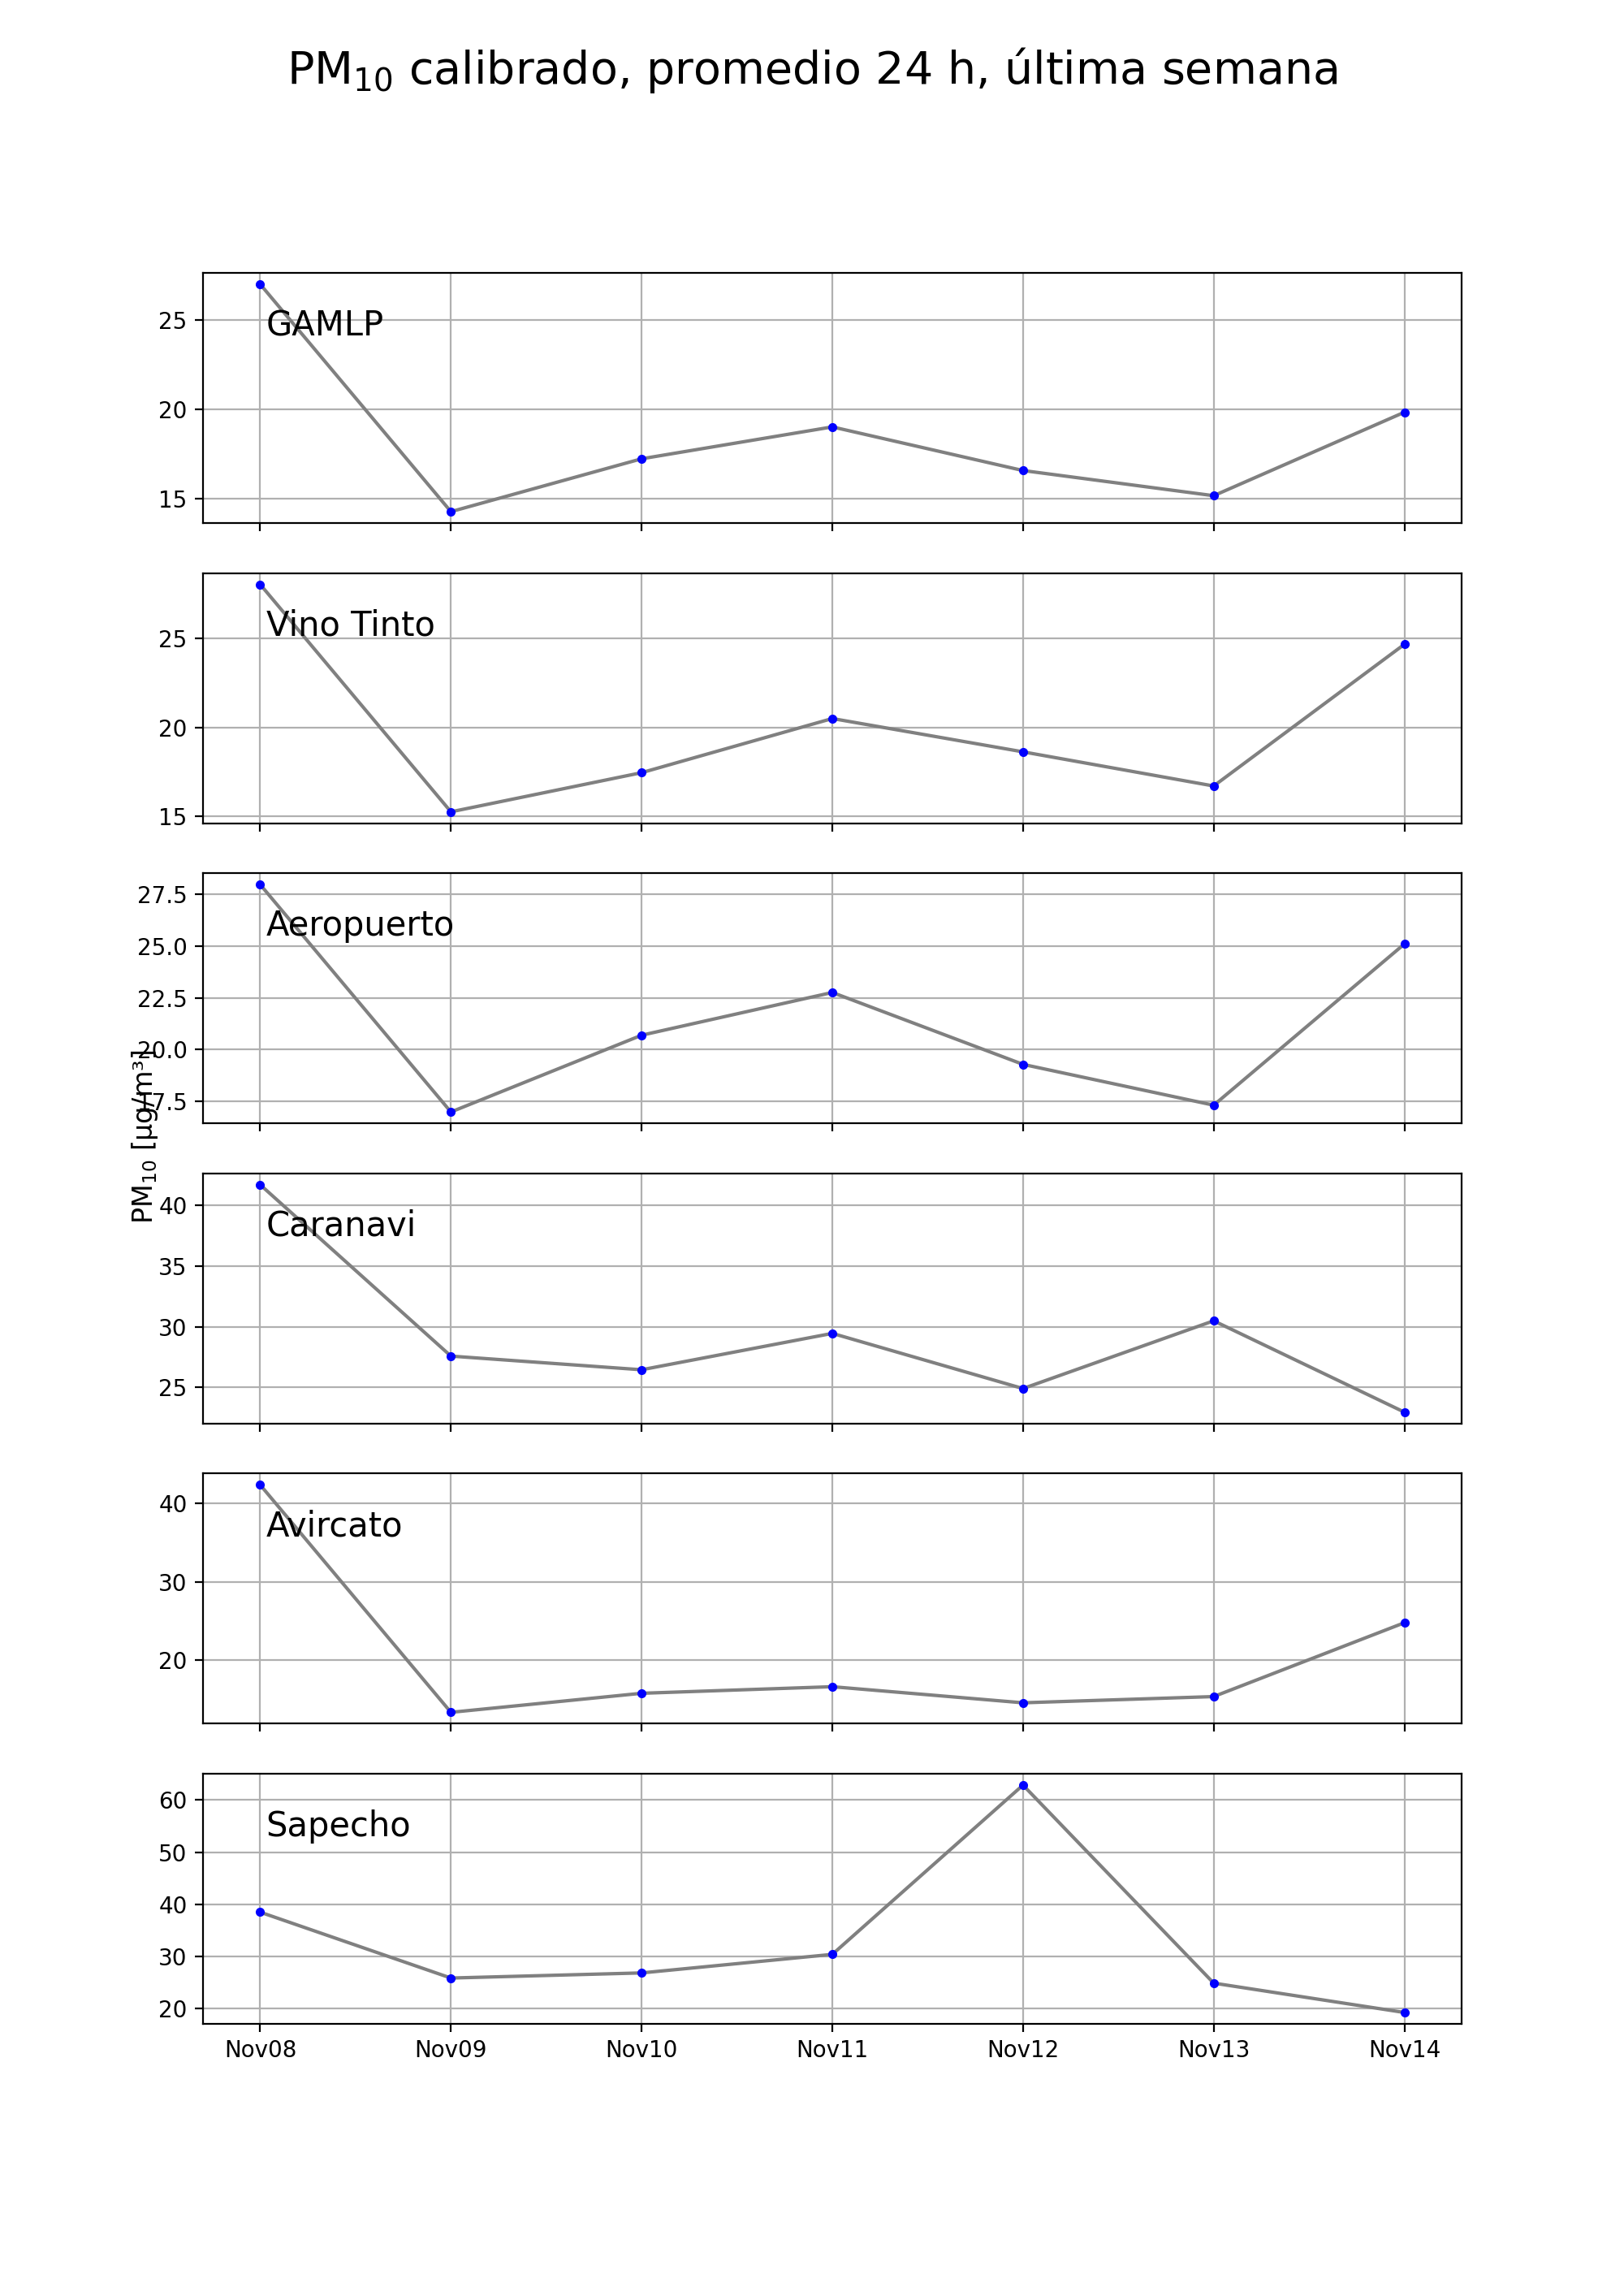 PM₁₀ calibrado, promedio 24 h, última semana
25
20
15
GAMLP
25
20
15
Vino Tinto
27.5
25.0
22.5
20.0
17.5
Aeropuerto
PM₁₀ [µg/m³]
40
35
30
25
Caranavi
40
30
20
Avircato
60
50
40
30
20
Sapecho
Nov08 Nov09 Nov10 Nov11 Nov12 Nov13 Nov14